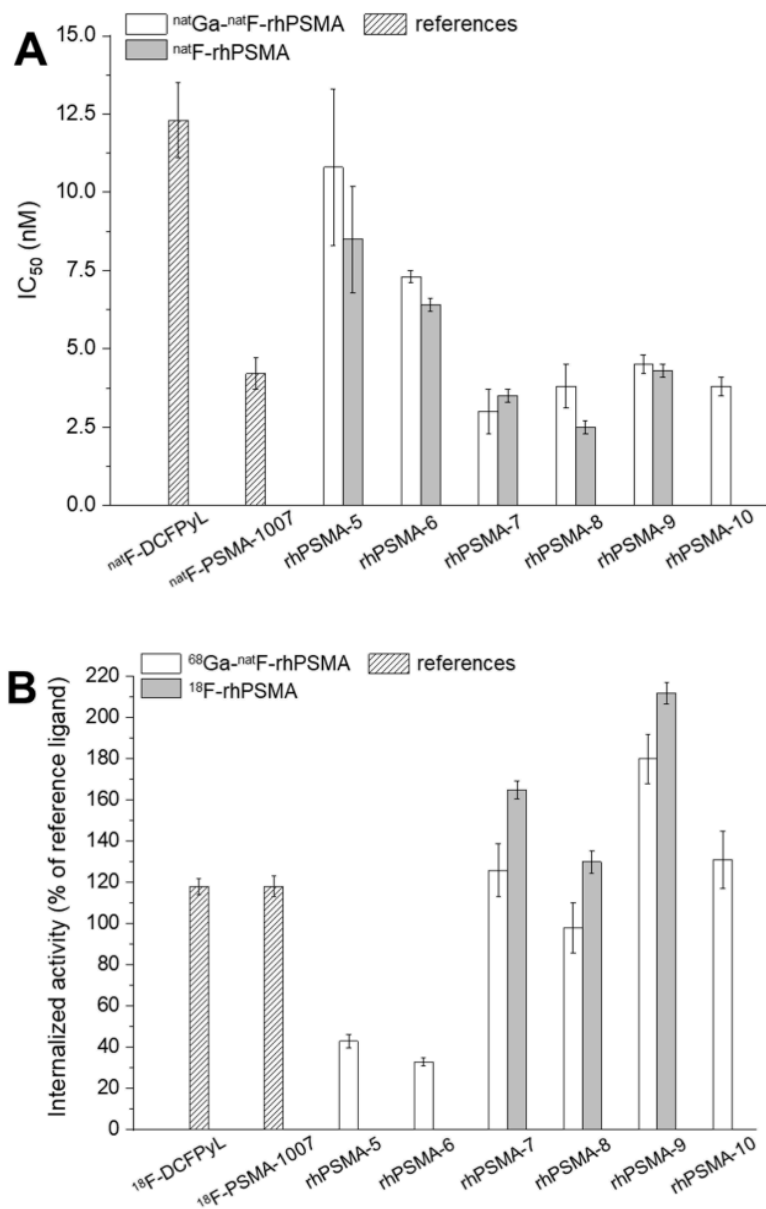 A
natGa-natF-rhPSMA references
natF-rhPSMA
15.0
12.5
10.0
7.5
5.0
2.5
0.0
IC50 (nM)
natF-DCFPyL
natF-PSMA-1007
rhPSMA-5
rhPSMA-6
rhPSMA-7
rhPSMA-8
rhPSMA-9
rhPSMA-10
B
68Ga-natF-rhPSMA references
18F-rhPSMA
220
200
180
160
140
120
100
80
60
40
20
0
Internalized activity (% of reference ligand)
18F-DCFPyL
18F-PSMA-1007
rhPSMA-5
rhPSMA-6
rhPSMA-7
rhPSMA-8
rhPSMA-9
rhPSMA-10